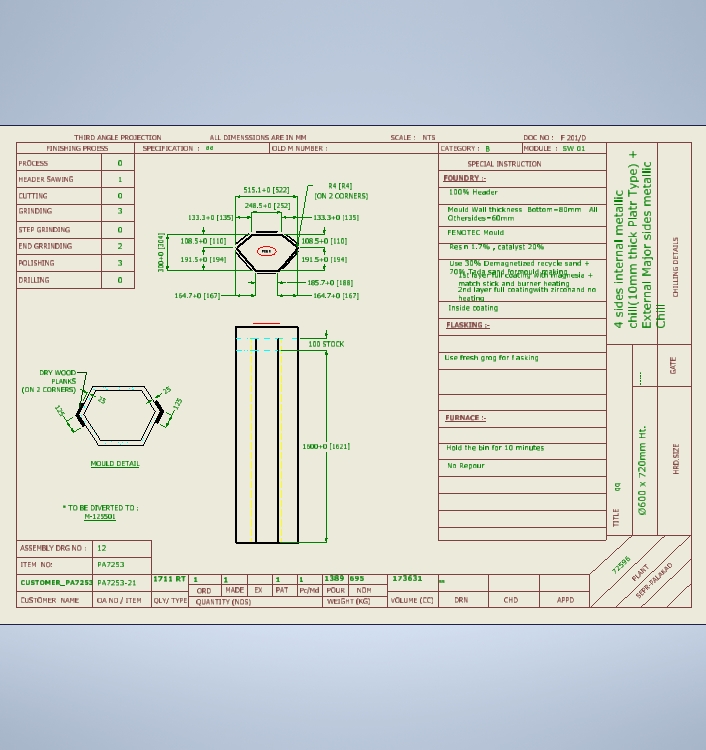 THIRD ANGLE PROJECTION ALL DIMENSSIONS ARE IN MM SCALE : NTS DOC NO : F 201/D
FINISHING PROESS SPECIFICATION : OLD M NUMBER : CATEGORY : B MODULE : SW 01
PROCESS 0
HEADER SAWING 1
CUTTING 0
GRINDING 3
STEP GRINDING 0
END GRINDING 2
POLISHING 3
DRILLING 0
515.1+0 [522]
248.5+0 [252]
R4 [R4]
(ON 2 CORNERS)
133.3+0 [135] 133.3+0 [135]
108.5+0 [110] 108.5+0 [110]
300+0 [304]
191.5+0 [194] 191.5+0 [194]
185.7+0 [188]
164.7+0 [167] 164.7+0 [167]
100 STOCK
1600+0 [1621]
DRY WOOD
PLANKS
(ON 2 CORNERS)
25 25
125 125
MOULD DETAIL
* TO BE DIVERTED TO :
M-125501
SPECIAL INSTRUCTION
FOUNDRY :-
100% Header
Mould Wall thickness Bottom=80mm All
Othersides=60mm
FENOTEC Mould
Resin 1.7% , catalyst 20%
Use 30% Damagnetized recycle sand +
70% Tada sand for mould making
1st layer full coating with magnesia +
match stick and burner heating
2nd layer full coatingwith zirconand no
heating
Inside coating
FLASKING :-
Use fresh grog for flasking
FURNACE :-
Hold the bin for 10 minutes
No Repour
4 sides internal metallic
chill(10mm thick Platr Type) +
External Major sides metallic
Chill
CHILLING DETAILS
.....
GATE
Ø600 x 720mm Ht.
HRD.SIZE
TITLE
72596
PLANT
SEPR-PALAKAD
ASSEMBLY DRG NO : 12
ITEM NO: PA7253
CUSTOMER_PA7253 PA7253-21 1711 RT 1 1 1 1 1389 695 173631
ORD MADE EX PAT Pc/Md POUR NOM
CUSTOMER NAME OA NO / ITEM QLY/ TYPE QUANTITY (NOS) WEIGHT (KG) VOLUME (CC) DRN CHD APPD